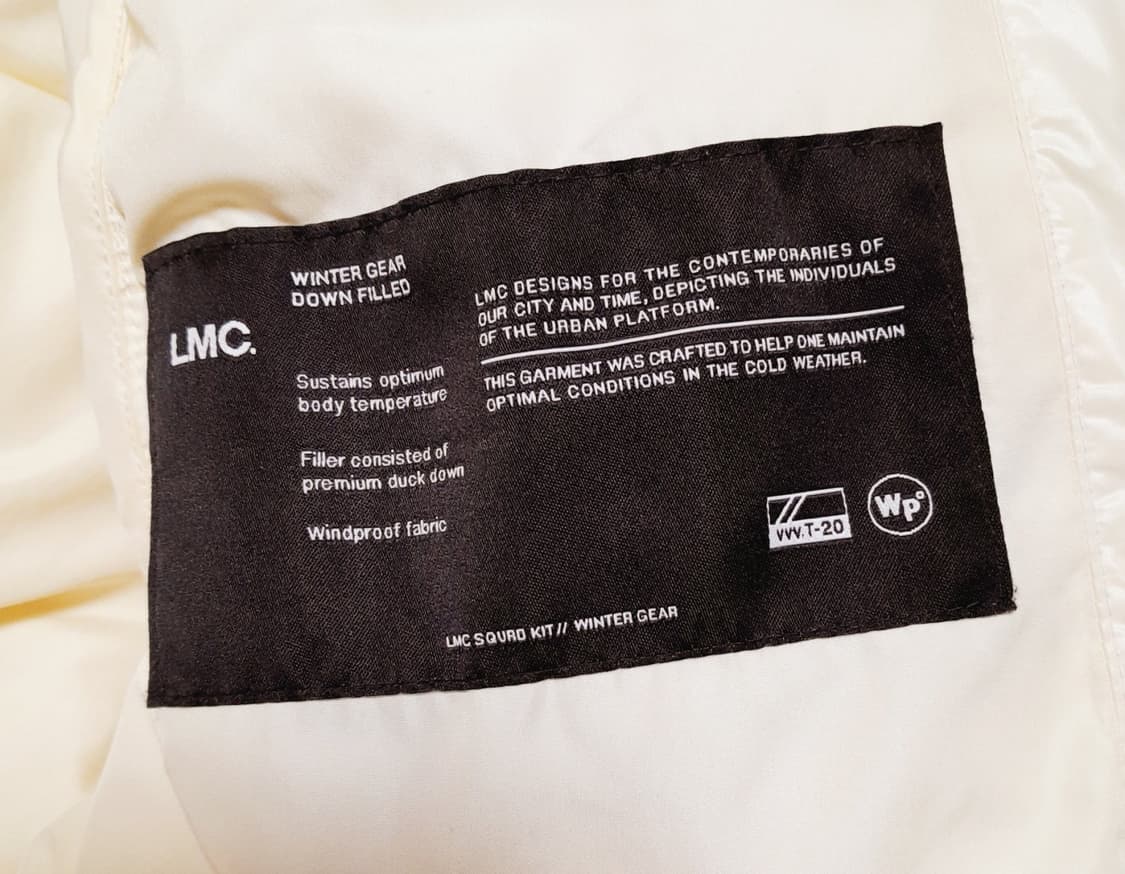 LMC.
WINTER GEAR
DOWN FILLED
Sustains optimum
body temperature
Filler consisted of
premium duck down
Windproof fabric
LMC DESIGNS FOR THE CONTEMPORARIES OF
OUR CITY AND TIME, DEPICTING THE INDIVIDUALS
OF THE URBAN PLATFORM.
THIS GARMENT WAS CRAFTED TO HELP ONE MAINTAIN
OPTIMAL CONDITIONS IN THE COLD WEATHER.
VVV.T-20
Wp°
LMC SQURD KIT// WINTER GEAR